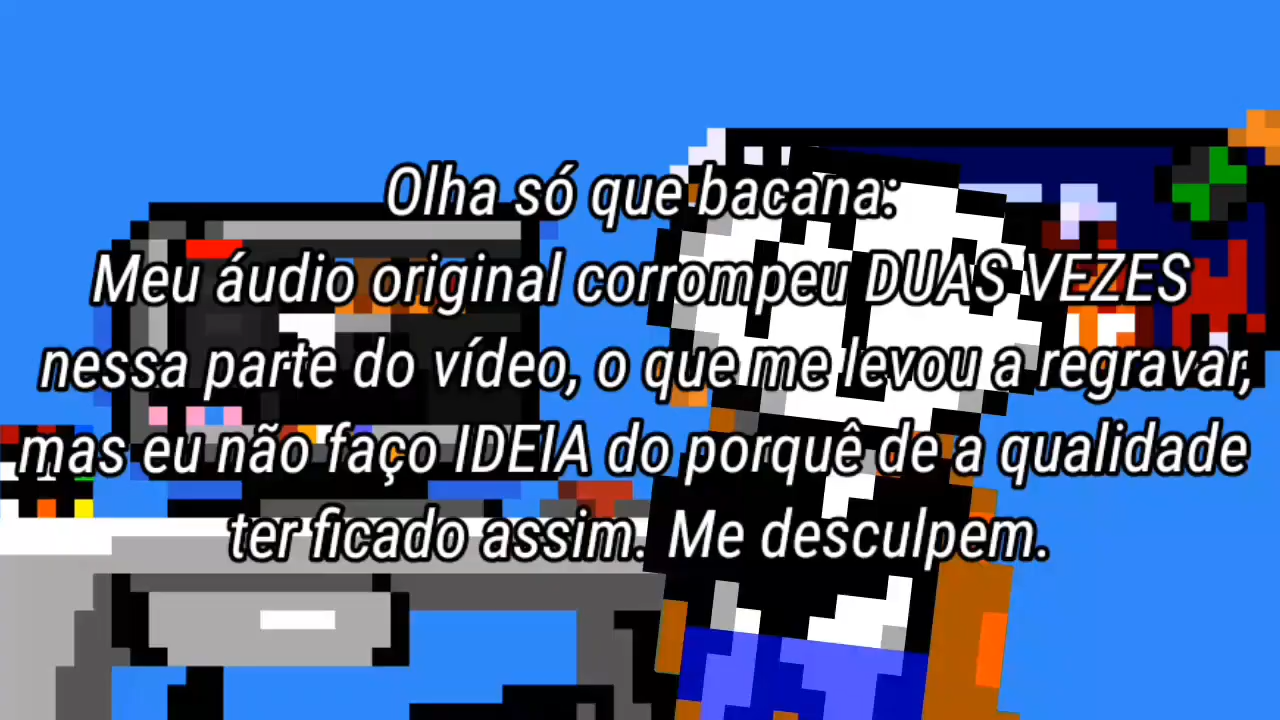 Olha só que bacana:
Meu áudio original corrompeu DUAS VEZES
nessa parte do vídeo, o que me levou a regravar,
mas eu não faço IDEIA do porquê de a qualidade
ter ficado assim. Me desculpem.